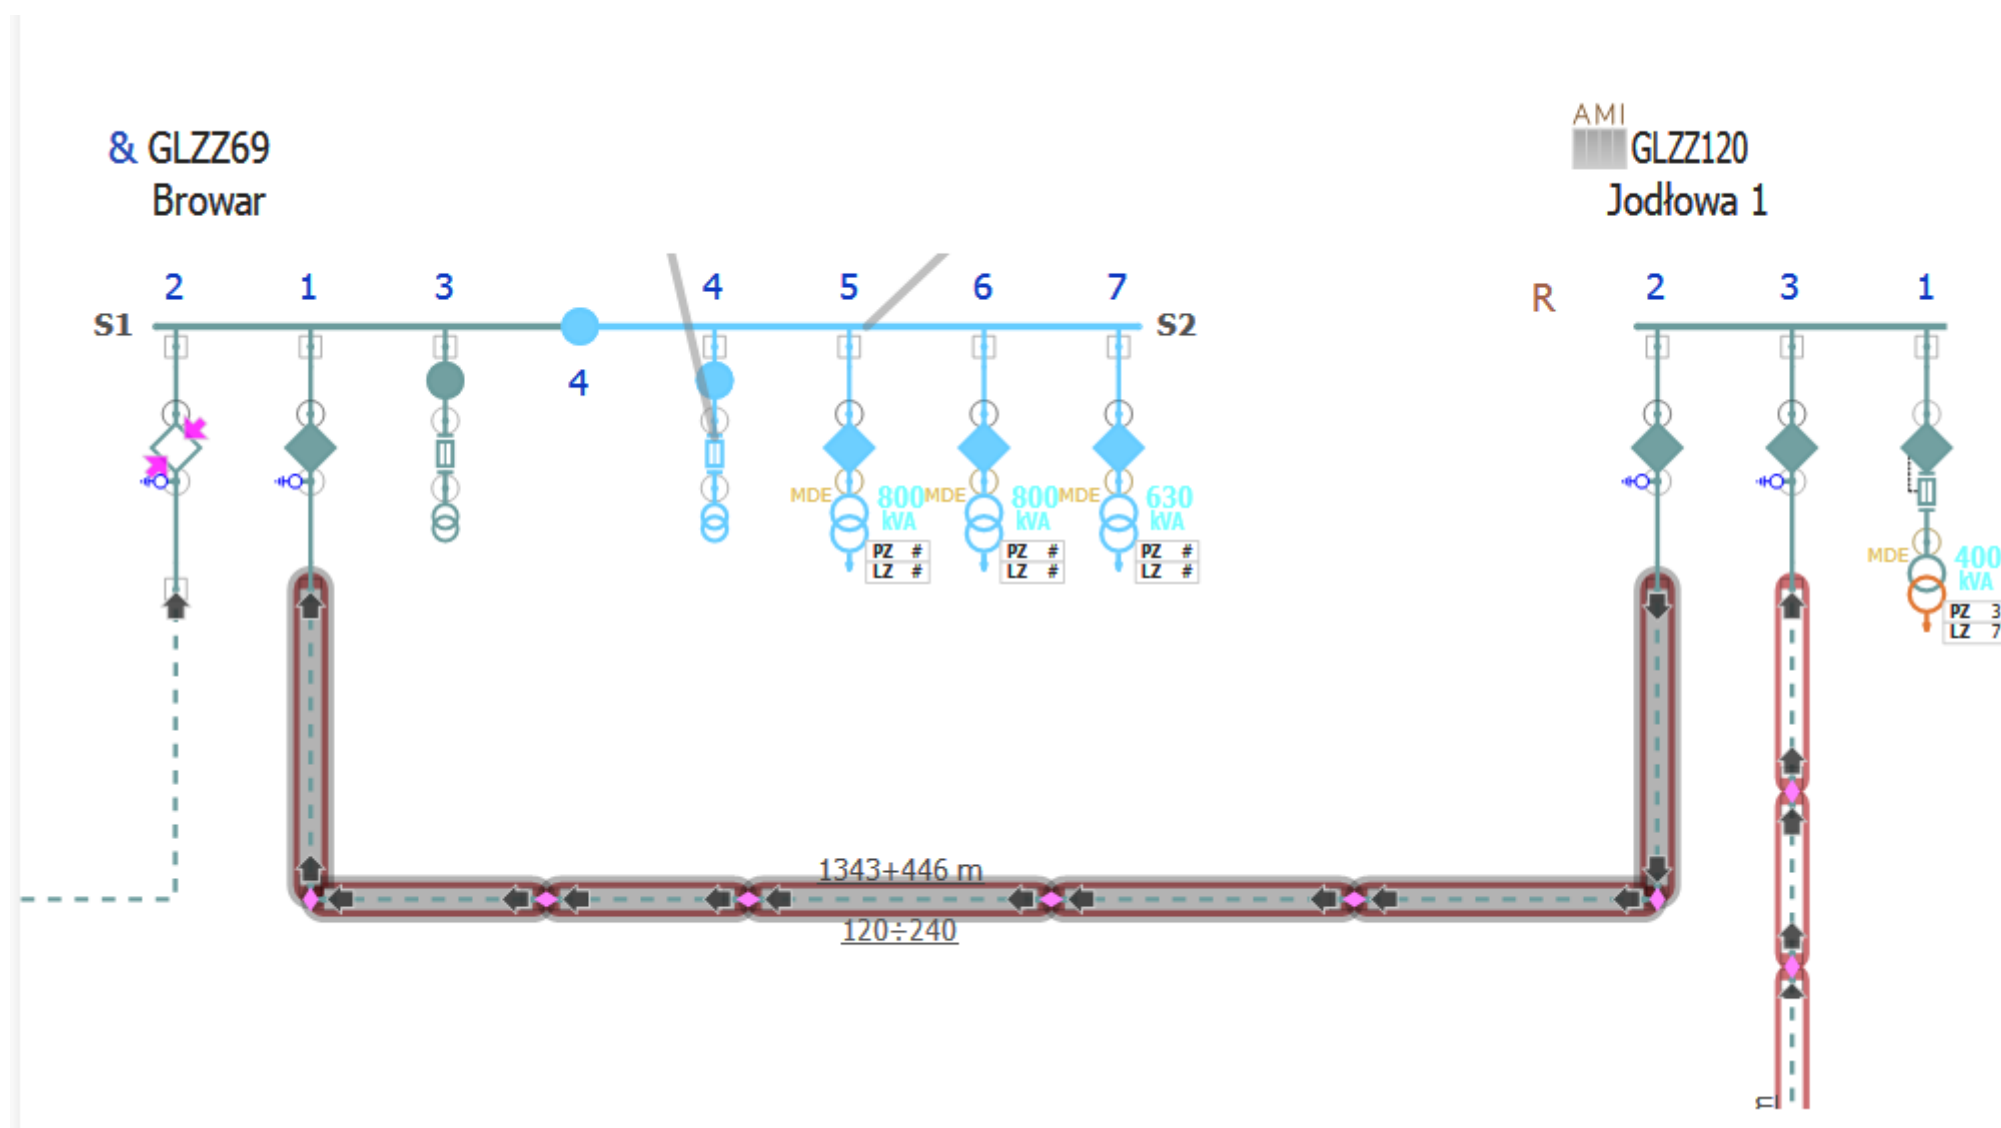 & GLZZ69
Browar
AMI
GLZZ120
Jodłowa 1
2
1
3
4
5
6
7
R
2
3
1
S1
S2
4
MDE
800
kVA
MDE
800
kVA
MDE
630
kVA
PZ #
LZ #
PZ #
LZ #
PZ #
LZ #
MDE
400
kVA
PZ 3
LZ 7
1343+446 m
120÷240
m